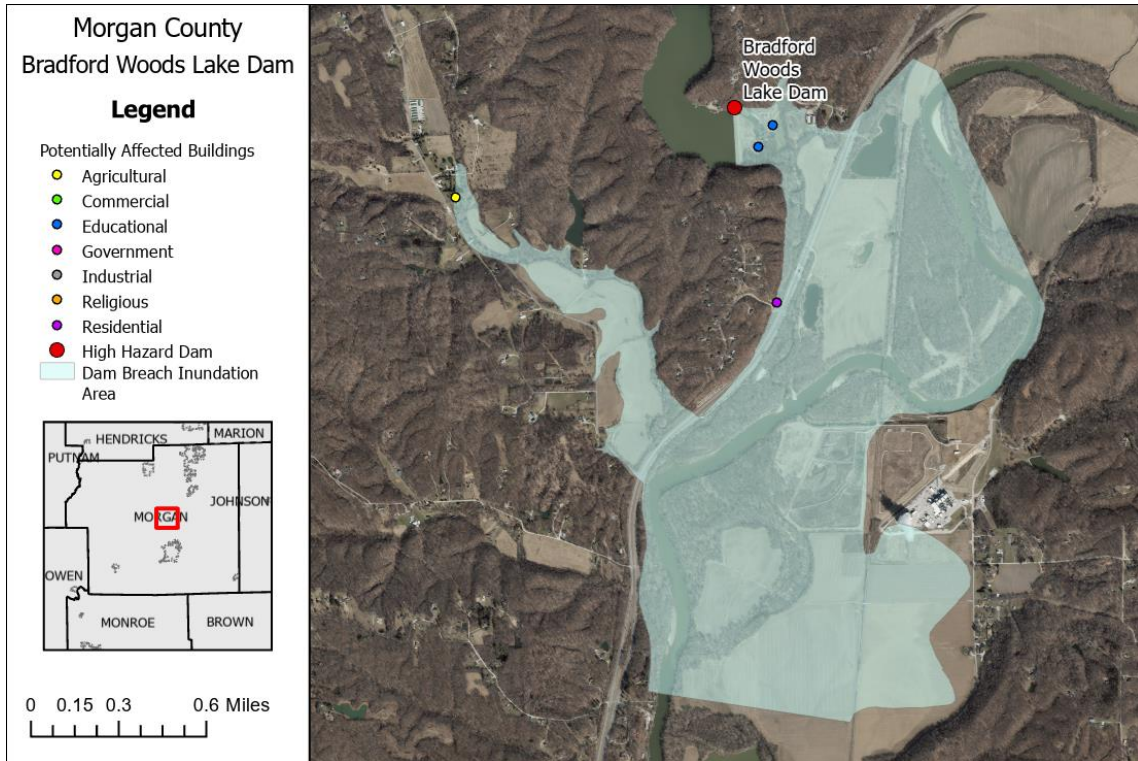 Morgan County
Bradford Woods Lake Dam
Legend
Potentially Affected Buildings
Agricultural
Commercial
Educational
Government
Industrial
Religious
Residential
High Hazard Dam
Dam Breach Inundation
Area
HENDRICKS
MARION
PUTNAM
JOHNSON
MORGAN
OWEN
MONROE
BROWN
0 0.15 0.3 0.6 Miles
Bradford
Woods
Lake Dam